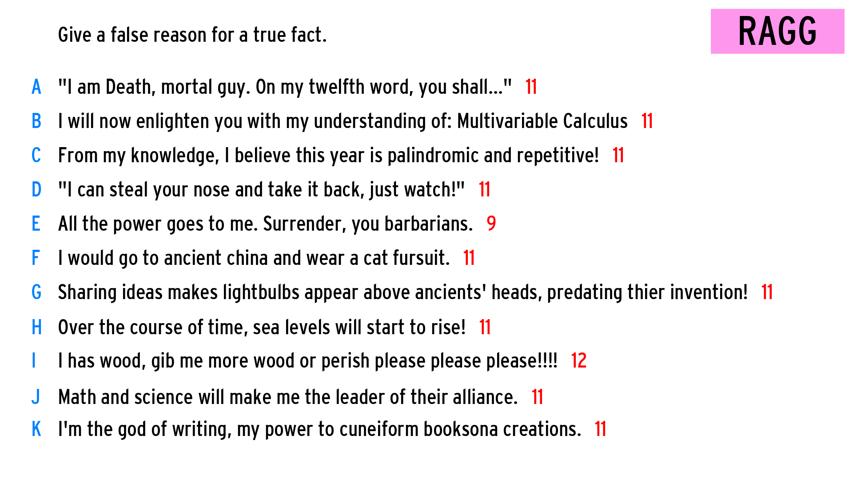 Give a false reason for a true fact.
RAGG
A "I am Death, mortal guy. On my twelfth word, you shall..." 11
B I will now enlighten you with my understanding of: Multivariable Calculus 11
C From my knowledge, I believe this year is palindromic and repetitive! 11
D "I can steal your nose and take it back, just watch!" 11
E All the power goes to me. Surrender, you barbarians. 9
F I would go to ancient china and wear a cat fursuit. 11
G Sharing ideas makes lightbulbs appear above ancients' heads, predating thier invention! 11
H Over the course of time, sea levels will start to rise! 11
I I has wood, gib me more wood or perish please please please!!!! 12
J Math and science will make me the leader of their alliance. 11
K I'm the god of writing, my power to cuneiform booksona creations. 11